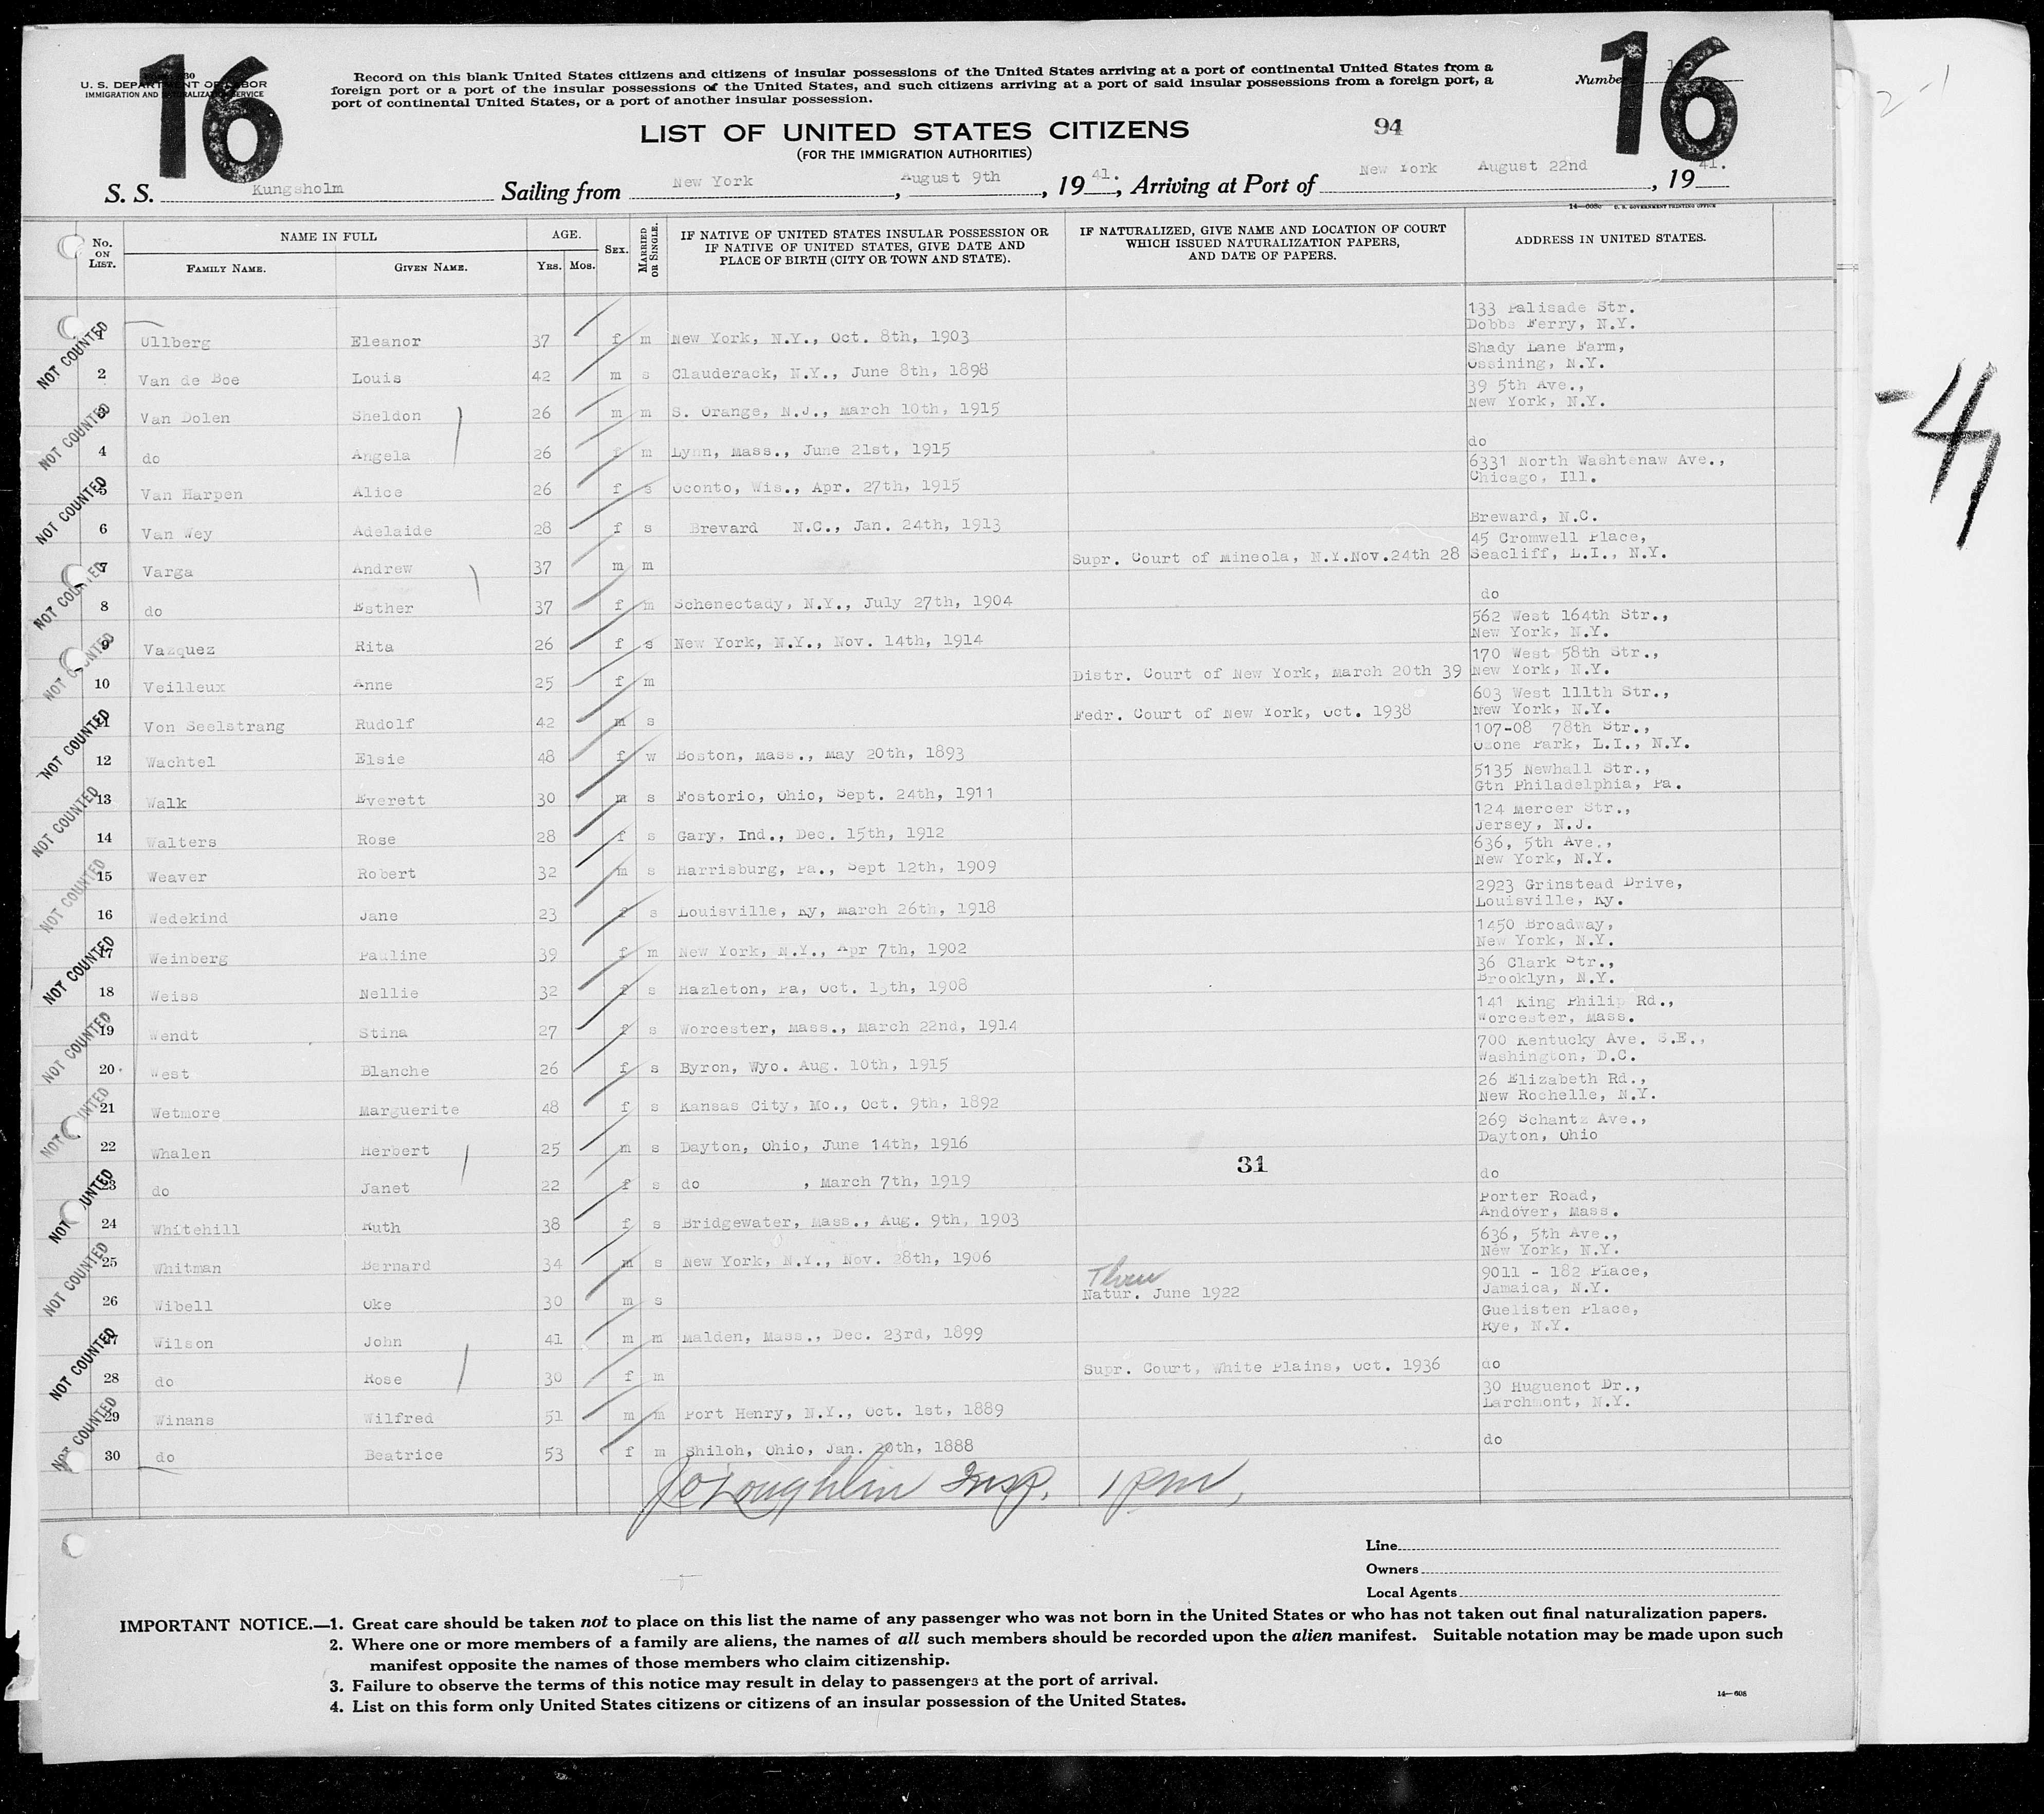 16
16
U. S. DEPARTMENT OF LABOR
IMMIGRATION AND NATURALIZATION SERVICE
Record on this blank United States citizens and citizens of insular possessions of the United States arriving at a port of continental United States from a
foreign port or a port of the insular possessions of the United States, and such citizens arriving at a port of said insular possessions from a foreign port, a
port of continental United States, or a port of another insular possession.
Number
LIST OF UNITED STATES CITIZENS
94
(FOR THE IMMIGRATION AUTHORITIES)
S. S. Kungsholm Sailing from New York, August 9th, 1941., Arriving at Port of New York August 22nd, 1941.
14—608 U. S. GOVERNMENT PRINTING OFFICE
No. ON LIST. NAME IN FULL FAMILY NAME. GIVEN NAME. AGE. YRS. MOS. SEX. MARRIED OR SINGLE. IF NATIVE OF UNITED STATES INSULAR POSSESSION OR IF NATIVE OF UNITED STATES, GIVE DATE AND PLACE OF BIRTH (CITY OR TOWN AND STATE). IF NATURALIZED, GIVE NAME AND LOCATION OF COURT WHICH ISSUED NATURALIZATION PAPERS, AND DATE OF PAPERS. ADDRESS IN UNITED STATES.
NOT COUNTED
1 Ullberg Eleanor 37 f m New York, N.Y., Oct. 8th, 1903 133 Palisade Str. Dobbs Ferry, N.Y.
2 Van de Boe Louis 42 m s Clauderack, N.Y., June 8th, 1898 Shady Lane Farm, Ossining, N.Y.
NOT COUNTED
3 Van Dolen Sheldon 26 m m S. Orange, N.J., March 10th, 1915 39 5th Ave., New York, N.Y.
4 do Angela 26 f m Lynn, Mass., June 21st, 1915 do
NOT COUNTED
5 Van Harpen Alice 26 f s Oconto, Wis., Apr. 27th, 1915 6331 North Washtenaw Ave., Chicago, Ill.
6 Van Wey Adelaide 28 f s Brevard N.C., Jan. 24th, 1913 Breward, N.C.
NOT COUNTED
7 Varga Andrew 37 m m Supr. Court of Mineola, N.Y.Nov.24th 28 45 Cromwell Place, Seacliff, L.I., N.Y.
8 do Esther 37 f m Schenectady, N.Y., July 27th, 1904 do
NOT COUNTED
9 Vazquez Rita 26 f s New York, N.Y., Nov. 14th, 1914 562 West 164th Str., New York, N.Y.
10 Veilleux Anne 25 f m Distr. Court of New York, March 20th 39 170 West 58th Str., New York, N.Y.
NOT COUNTED
11 Von Seelstrang Rudolf 42 m s Fedr. Court of New York, Oct. 1938 603 West 111th Str., New York, N.Y.
12 Wachtel Elsie 48 f w Boston, Mass., May 20th, 1893 107-08 78th Str., Ozone Park, L.I., N.Y.
NOT COUNTED
13 Walk Everett 30 m s Fostorio, Ohio, Sept. 24th, 1911 5135 Newhall Str., Gtn Philadelphia, Pa.
14 Walters Rose 28 f s Gary, Ind., Dec. 15th, 1912 124 Mercer Str., Jersey, N.J.
NOT COUNTED
15 Weaver Robert 32 m s Harrisburg, Pa., Sept 12th, 1909 636, 5th Ave., New York, N.Y.
16 Wedekind Jane 23 f s Louisville, Ky, March 26th, 1918 2923 Grinstead Drive, Louisville, Ky.
NOT COUNTED
17 Weinberg Pauline 39 f m New York, N.Y., Apr 7th, 1902 1450 Broadway, New York, N.Y.
18 Weiss Nellie 32 f s Hazleton, Pa, Oct. 13th, 1908 36 Clark Str., Brooklyn, N.Y.
NOT COUNTED
19 Wendt Stina 27 f s Worcester, Mass., March 22nd, 1914 141 King Philip Rd., Worcester, Mass.
20 West Blanche 26 f s Byron, Wyo. Aug. 10th, 1915 700 Kentucky Ave. S.E., Washington, D.C.
NOT COUNTED
21 Wetmore Marguerite 48 f s Kansas City, Mo., Oct. 9th, 1892 26 Elizabeth Rd., New Rochelle, N.Y.
22 Whalen Herbert 25 m s Dayton, Ohio, June 14th, 1916 269 Schantz Ave., Dayton, Ohio
31
NOT COUNTED
23 do Janet 22 f s do , March 7th, 1919 do
24 Whitehill Ruth 38 f s Bridgewater, Mass., Aug. 9th, 1903 Porter Road, Andover, Mass.
NOT COUNTED
25 Whitman Bernard 34 m s New York, N.Y., Nov. 28th, 1906 636, 5th Ave., New York, N.Y.
26 Wibell Oke 30 m s Natur. June 1922 9011 - 182 Place, Jamaica, N.Y.
NOT COUNTED
27 Wilson John 41 m m Malden, Mass., Dec. 23rd, 1899 Guelisten Place, Rye, N.Y.
28 do Rose 30 f m Supr. Court, White Plains, Oct. 1936 do
NOT COUNTED
29 Winans Wilfred 51 m m Port Henry, N.Y., Oct. 1st, 1889 30 Huguenot Dr., Larchmont, N.Y.
30 do Beatrice 53 f m Shiloh, Ohio, Jan. 20th, 1888 do
J O'Loughlin Insp. 1 pm,
Line
Owners
Local Agents
IMPORTANT NOTICE.—1. Great care should be taken not to place on this list the name of any passenger who was not born in the United States or who has not taken out final naturalization papers.
2. Where one or more members of a family are aliens, the names of all such members should be recorded upon the alien manifest. Suitable notation may be made upon such
manifest opposite the names of those members who claim citizenship.
3. Failure to observe the terms of this notice may result in delay to passengers at the port of arrival.
4. List on this form only United States citizens or citizens of an insular possession of the United States.
14—608
2-1